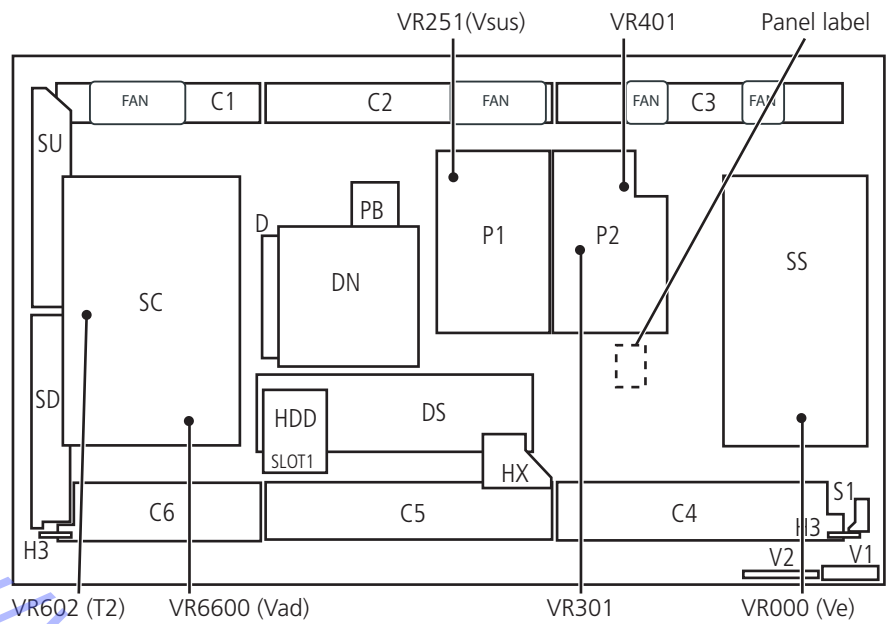 VR251(Vsus) VR401 Panel label
FAN C1 C2 FAN FAN C3 FAN
SU
PB
D
P1 P2
SS
DN
SC
SD
HDD DS
SLOT1
HX
S1
C6 C5 C4
H3
H3
V2 V1
VR602 (T2) VR6600 (Vad) VR301 VR000 (Ve)